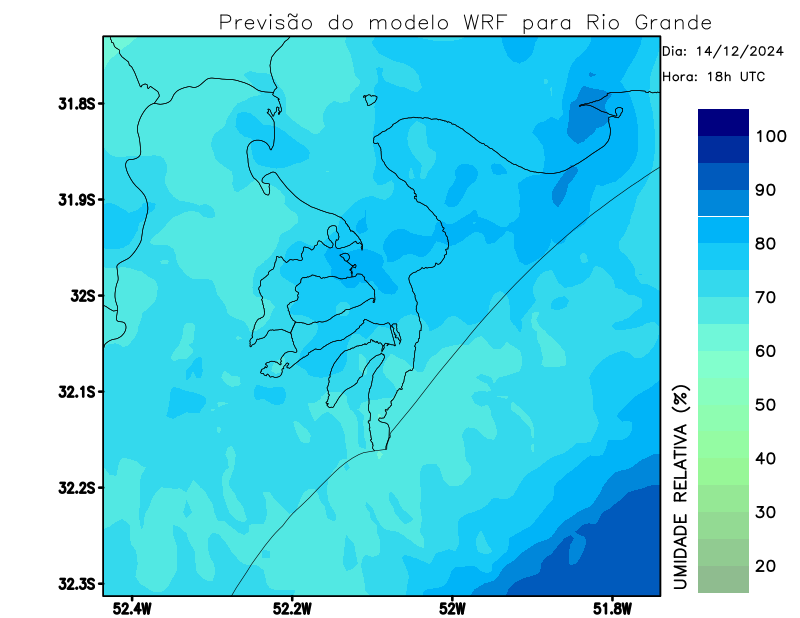 Previsão do modelo WRF para Rio Grande
Dia: 14/12/2024
Hora: 18h UTC
31.8S
31.9S
32S
32.1S
32.2S
32.3S
52.4W
52.2W
52W
51.8W
100
90
80
70
60
50
40
30
20
UMIDADE RELATIVA (%)